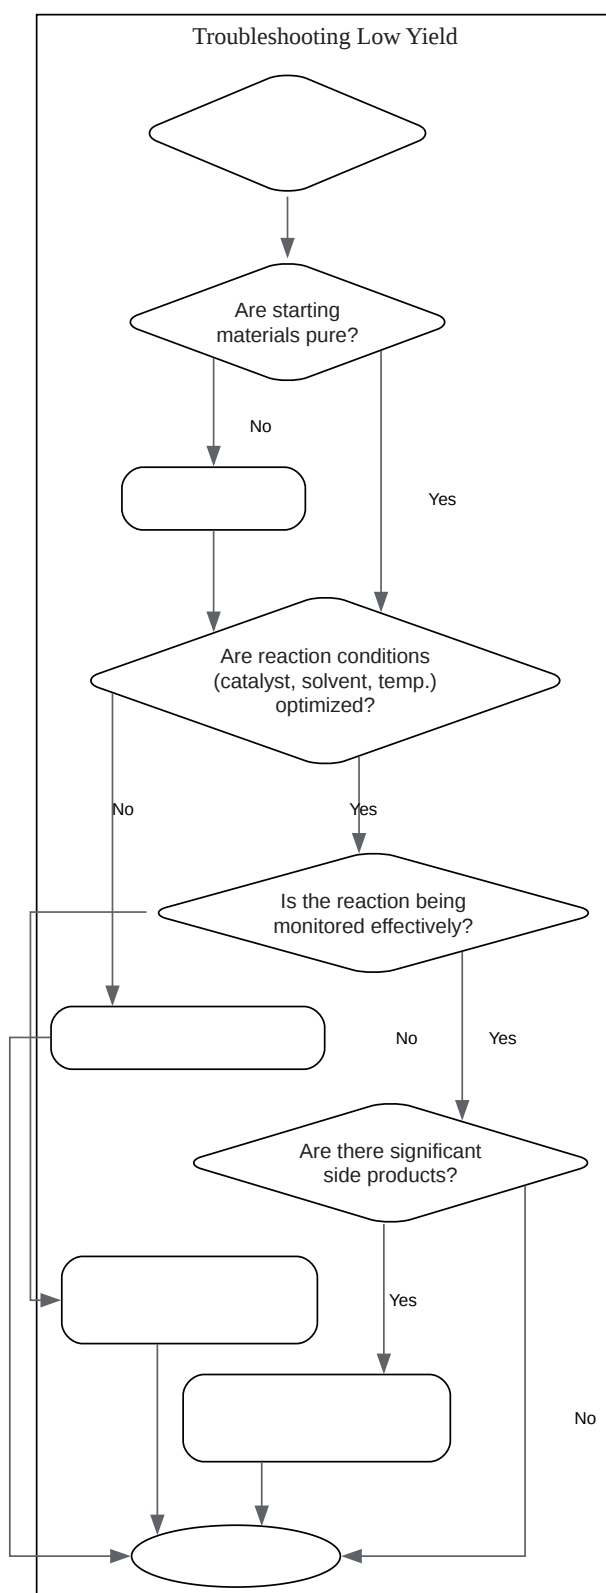 Troubleshooting Low Yield
Are starting
materials pure?
No
Yes
Are reaction conditions
(catalyst, solvent, temp.)
optimized?
No
Yes
Is the reaction being
monitored effectively?
No
Yes
Are there significant
side products?
Yes
No